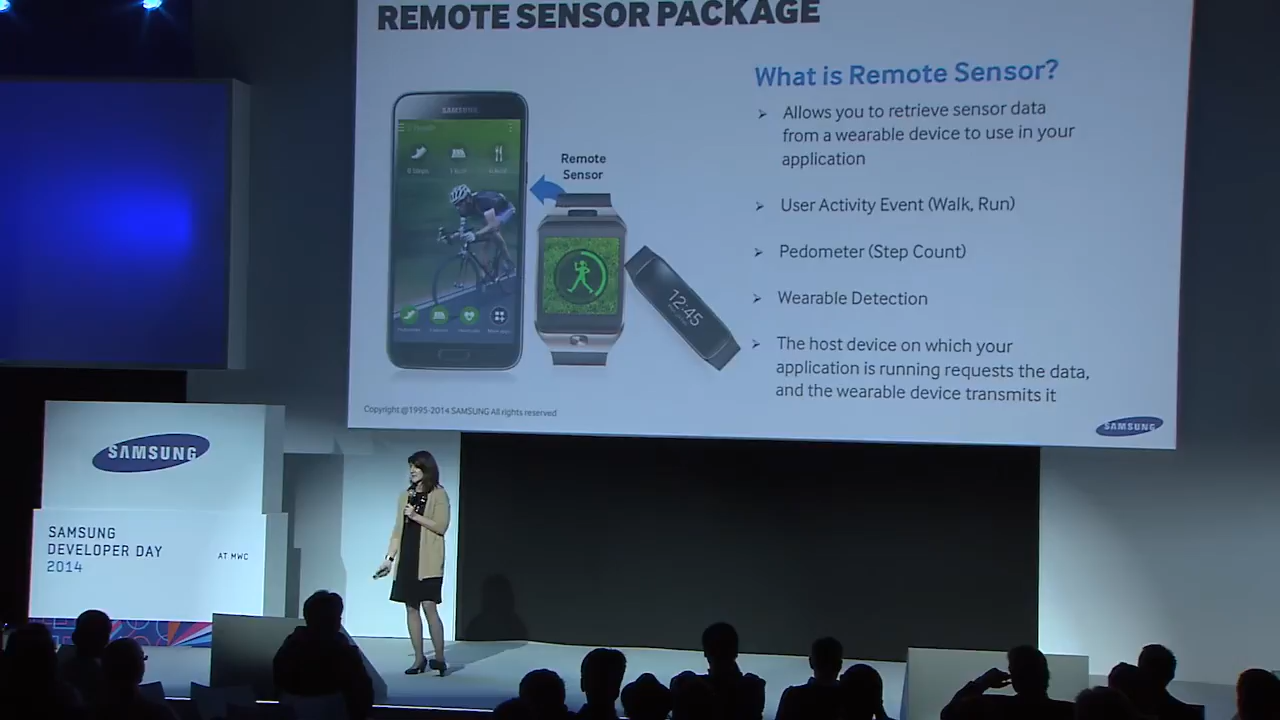 REMOTE SENSOR PACKAGE
What is Remote Sensor?
Allows you to retrieve sensor data
from a wearable device to use in your
application
User Activity Event (Walk, Run)
Pedometer (Step Count)
Wearable Detection
The host device on which your
application is running requests the data,
and the wearable device transmits it
SAMSUNG
Remote
Sensor
12:45
Copyright @1995-2014 SAMSUNG All rights reserved
SAMSUNG
SAMSUNG
SAMSUNG
DEVELOPER DAY
2014
AT MWC